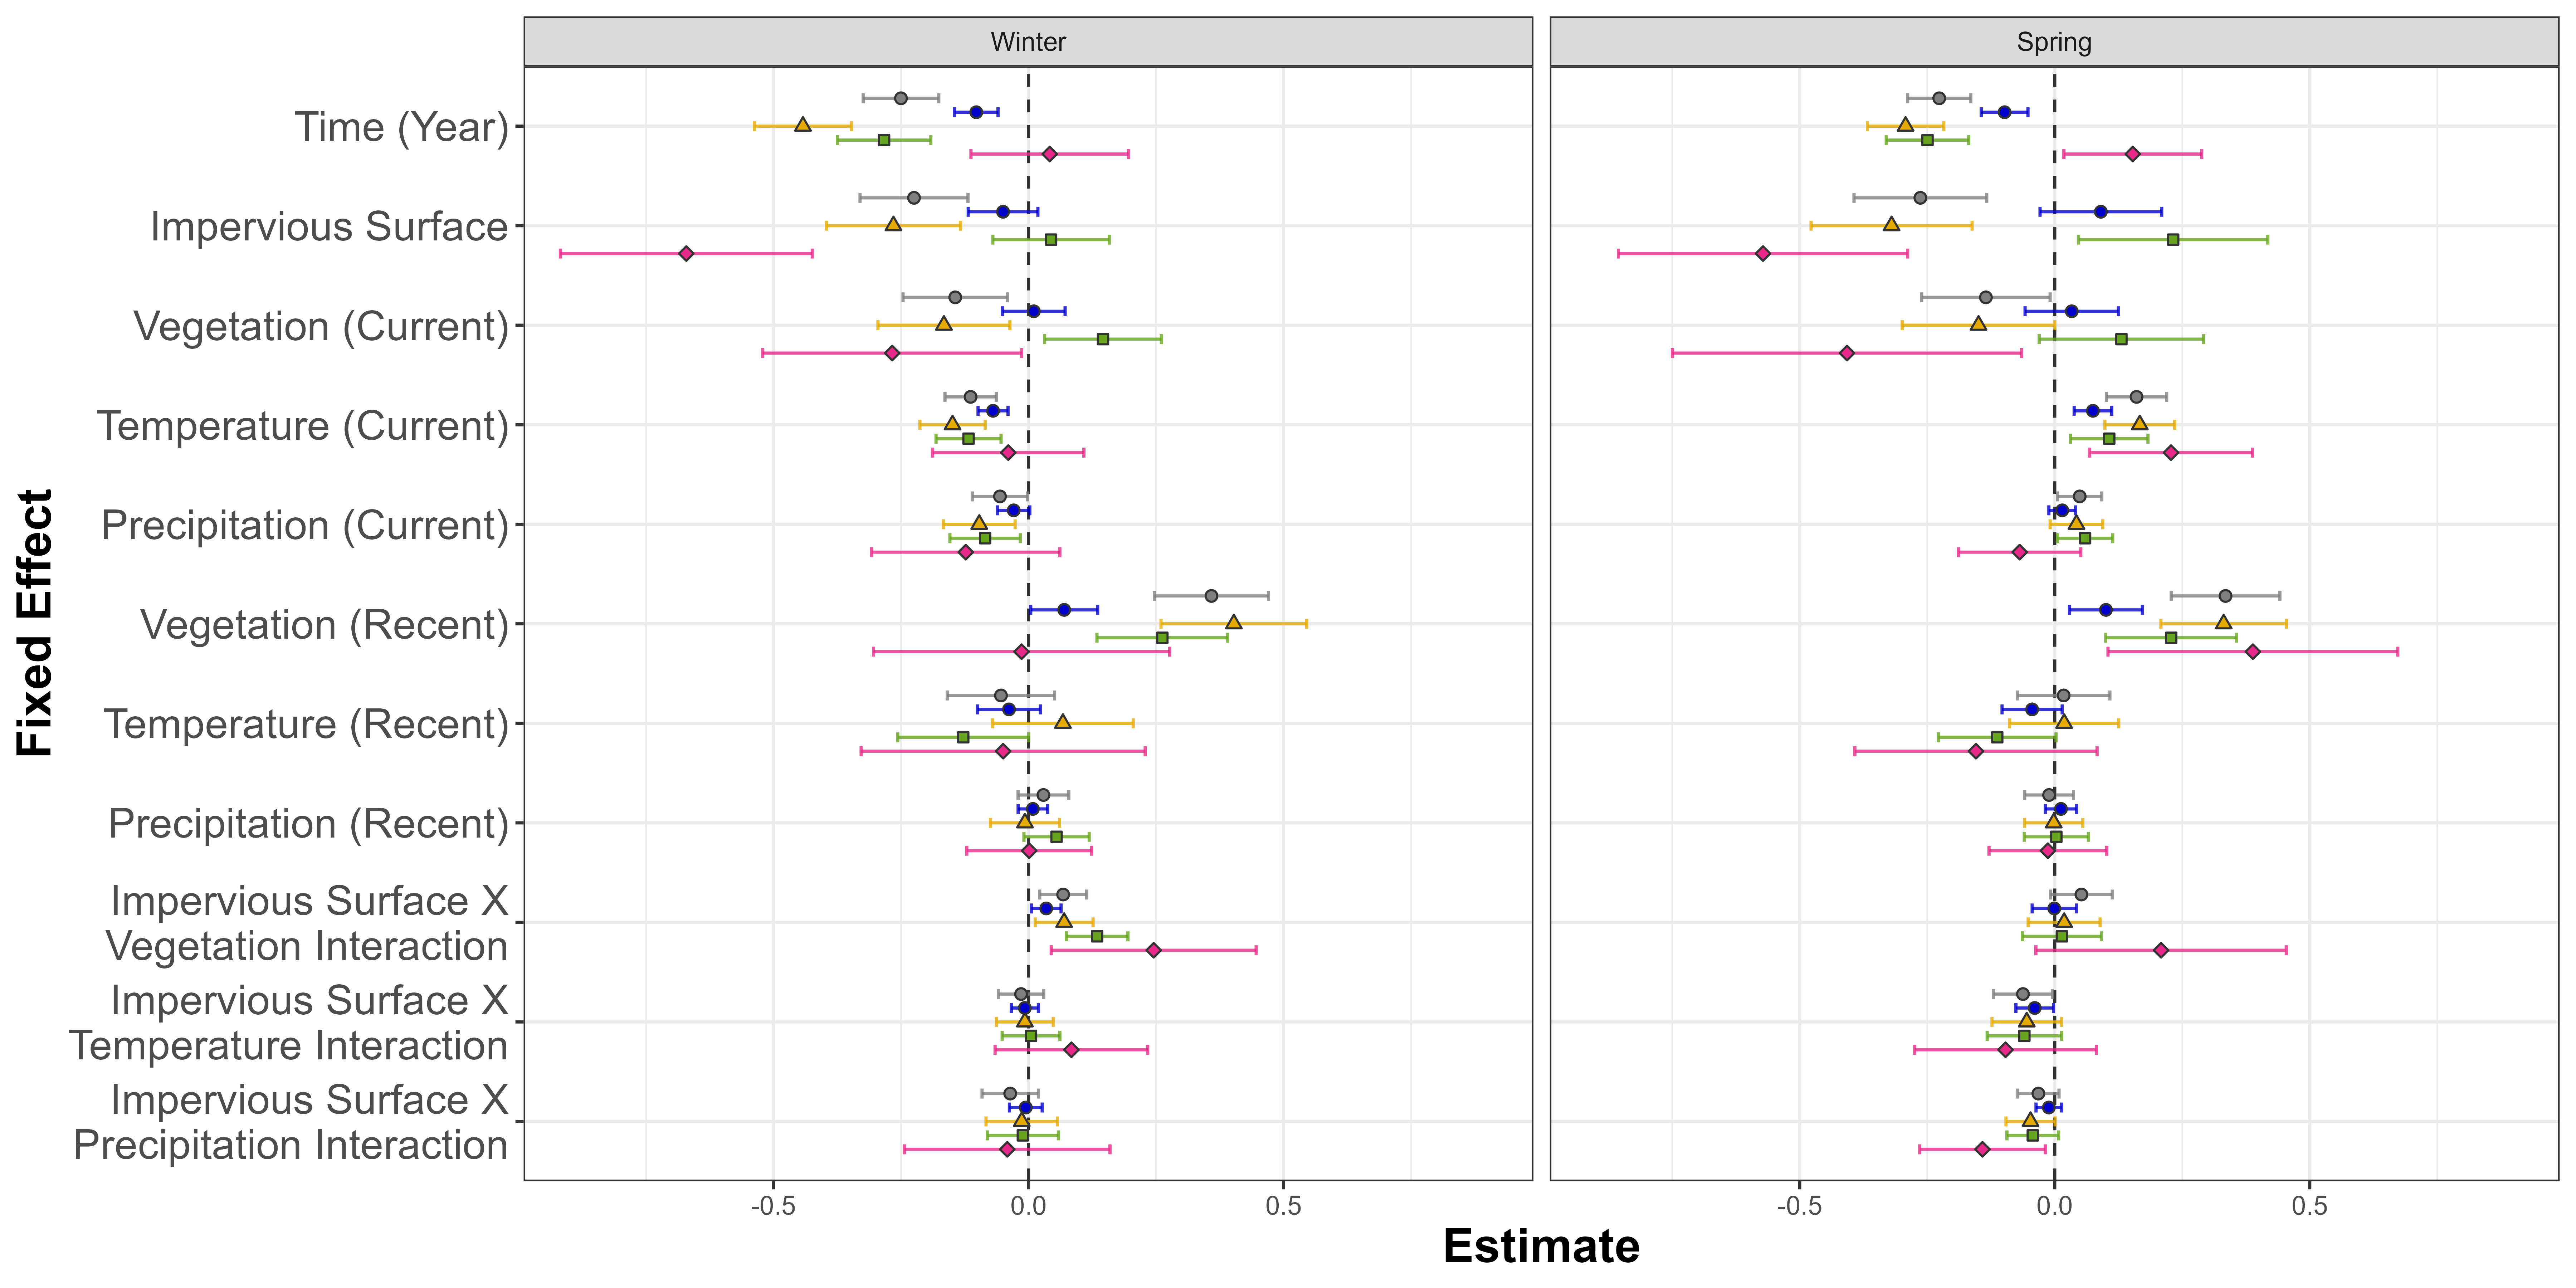 Winter
Spring
Fixed Effect
Time (Year)
Impervious Surface
Vegetation (Current)
Temperature (Current)
Precipitation (Current)
Vegetation (Recent)
Temperature (Recent)
Precipitation (Recent)
Impervious Surface X
Vegetation Interaction
Impervious Surface X
Temperature Interaction
Impervious Surface X
Precipitation Interaction
-0.5 0.0 0.5
-0.5 0.0 0.5
Estimate